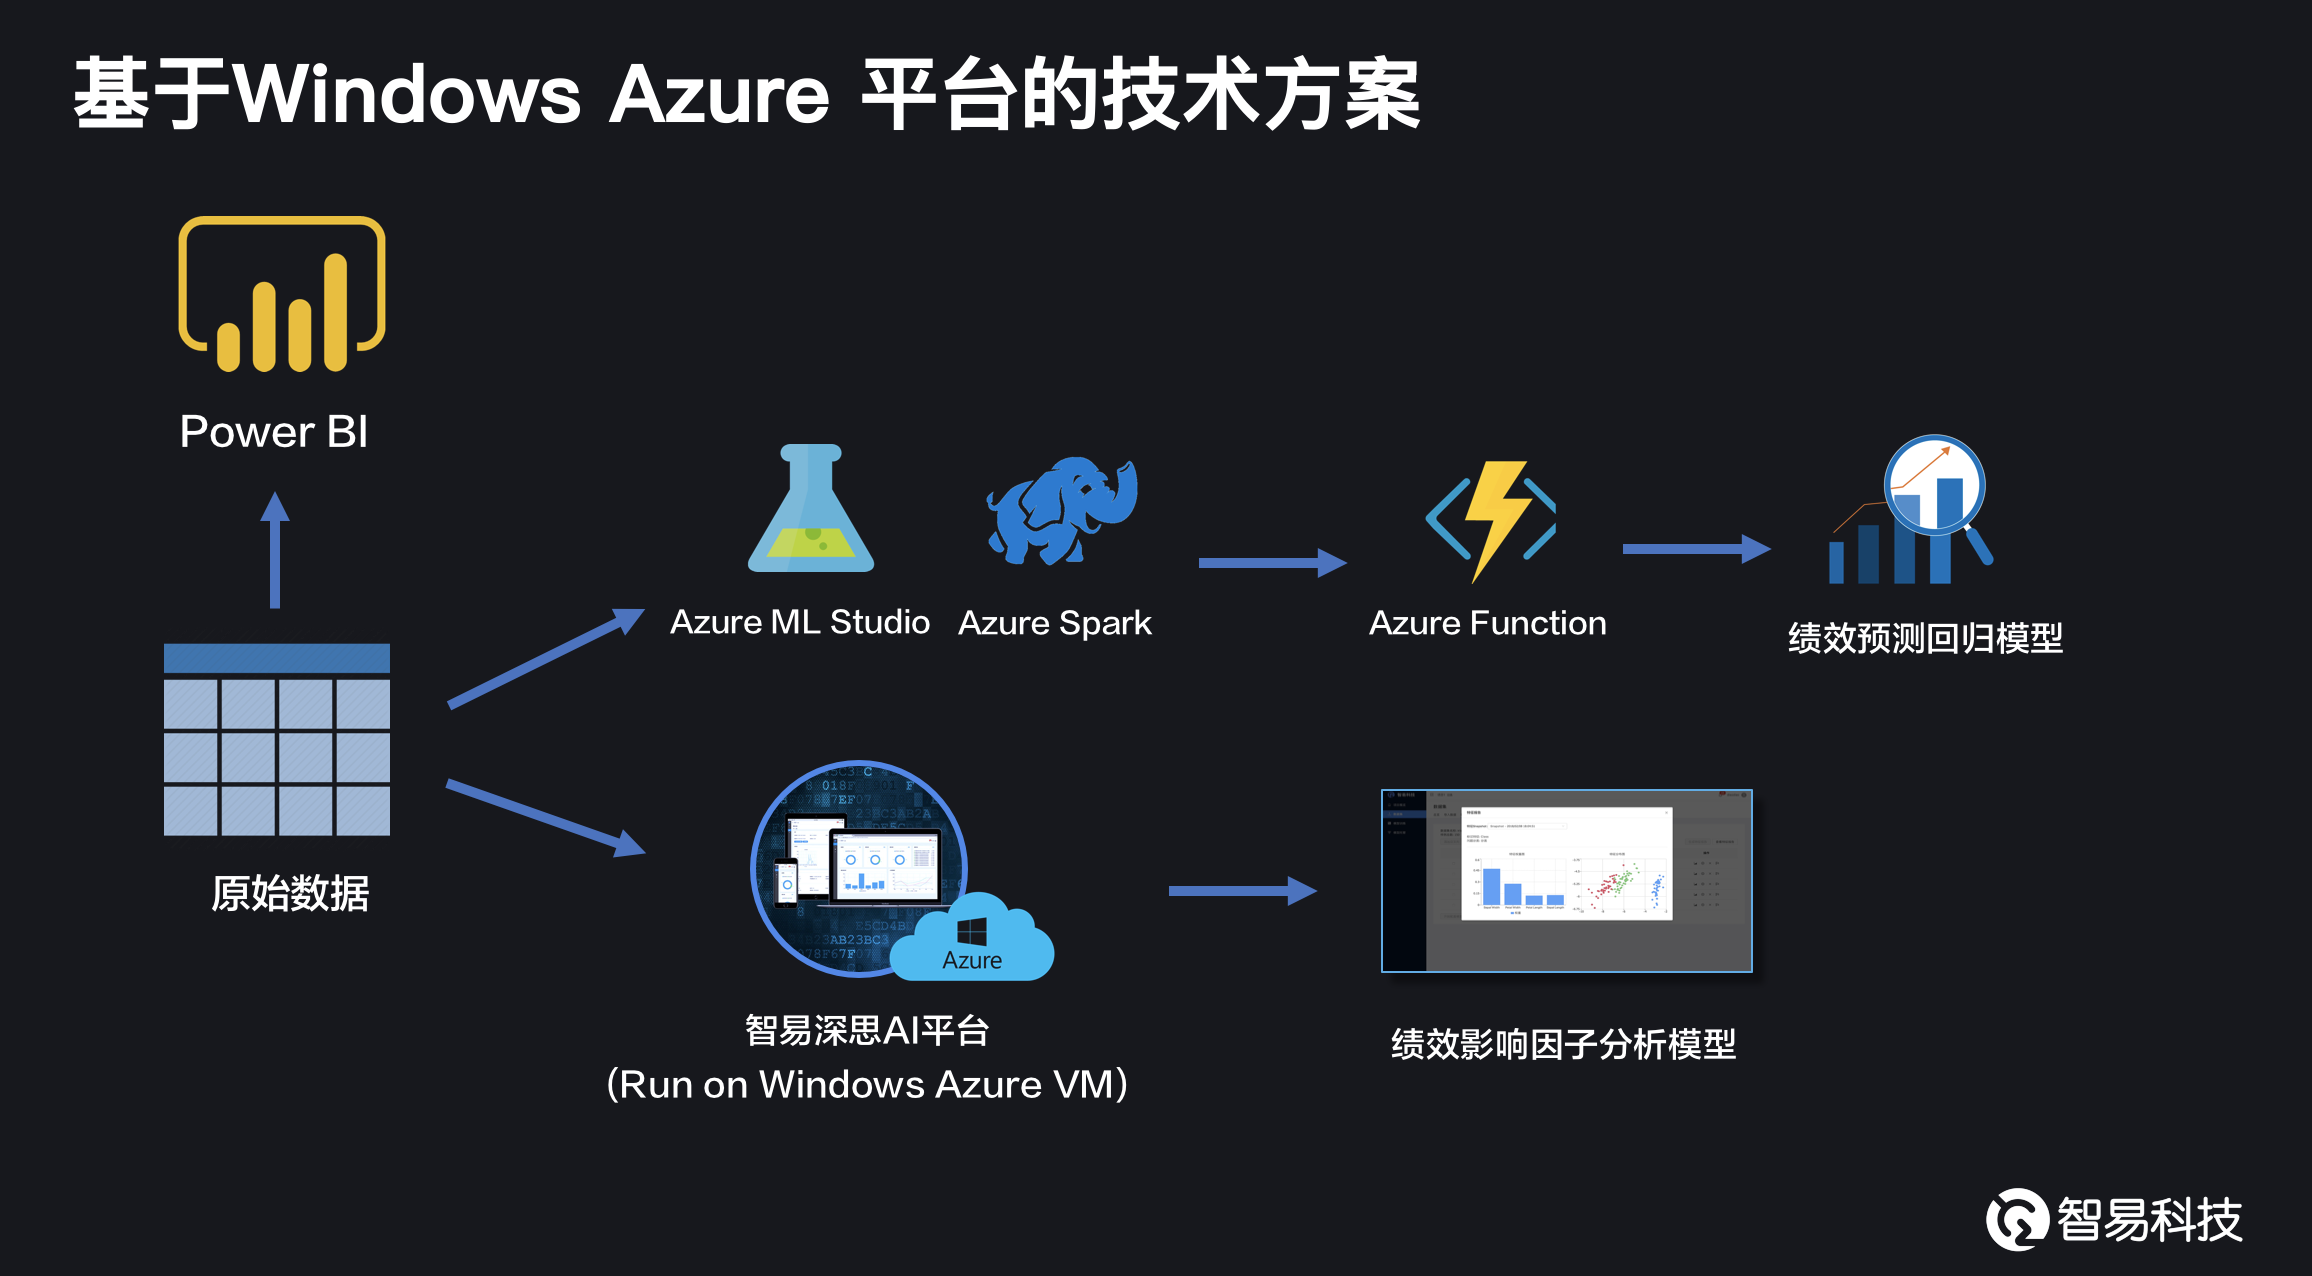 基于Windows Azure 平台的技术方案
Power BI
Azure ML Studio
Azure Spark
Azure Function
绩效预测回归模型
原始数据
Azure
智易深思AI平台
(Run on Windows Azure VM)
绩效影响因子分析模型
智易科技